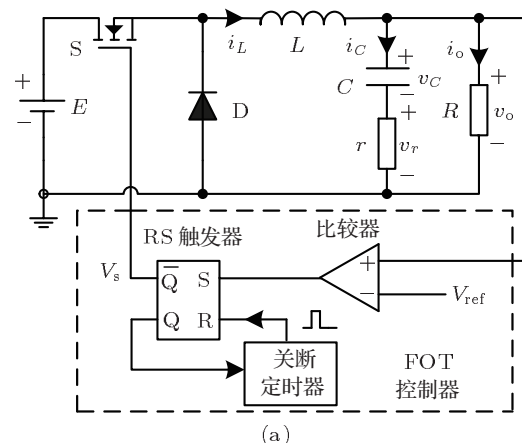 S
i_L
L
i_C
i_o
+
−
E
D
C
+
−
v_C
r
+
−
v_r
R
+
−
v_o
RS 触发器
比较器
V_s
Q̅
S
Q
R
+
−
V_ref
关断
定时器
FOT
控制器
(a)